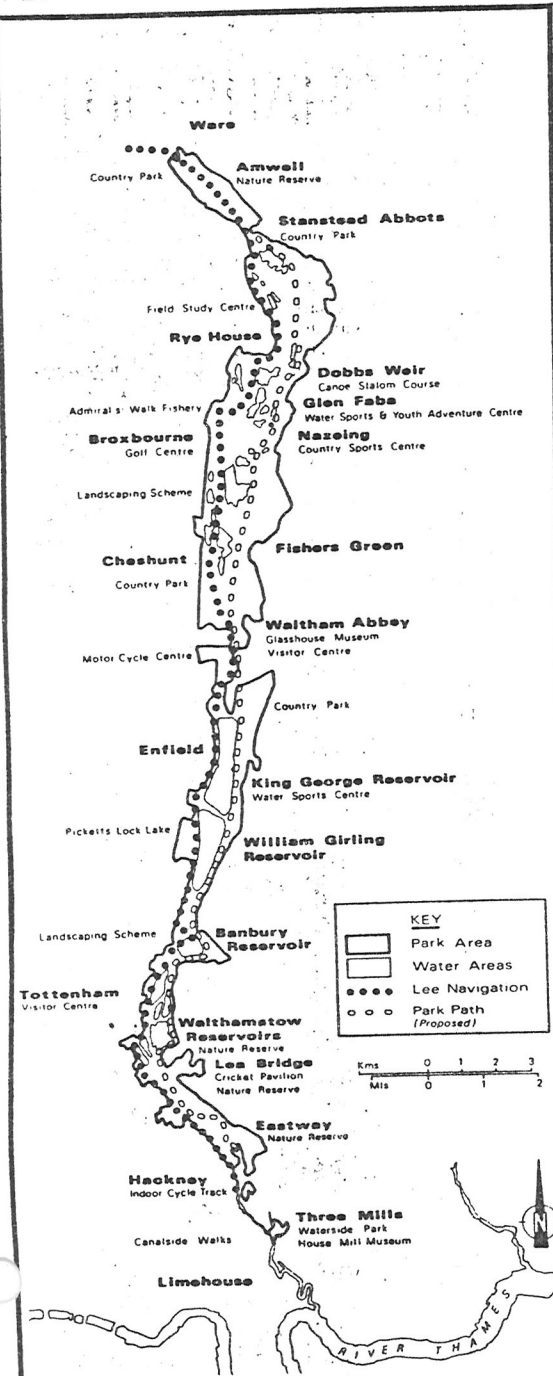 Ware
Country Park
Amwell
Nature Reserve
Stanstead Abbots
Country Park
Field Study Centre
Rye House
Dobbs Weir
Canoe Slalom Course
Glen Faba
Water Sports & Youth Adventure Centre
Admirals' Walk Fishery
Broxbourne
Golf Centre
Nazeing
Country Sports Centre
Landscaping Scheme
Fishers Green
Cheshunt
Country Park
Waltham Abbey
Glasshouse Museum
Visitor Centre
Motor Cycle Centre
Country Park
Enfield
King George Reservoir
Water Sports Centre
Picketts Lock Lake
William Girling
Reservoir
Landscaping Scheme
Banbury
Reservoir
Tottenham
Visitor Centre
Walthamstow
Reservoirs
Nature Reserve
Lea Bridge
Cricket Pavilion
Nature Reserve
Eastway
Nature Reserve
Hackney
Indoor Cycle Track
Three Mills
Waterside Park
House Mill Museum
Canalside Walks
Limehouse
RIVER THAMES
KEY
Park Area
Water Areas
Lee Navigation
Park Path
(Proposed)
Kms 0 1 2 3
Mls 0 1 2
N